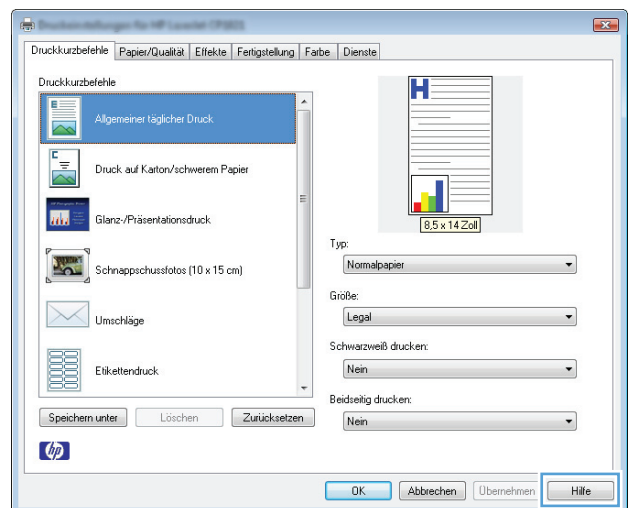 Druckkurzbefehle Papier/Qualität Effekte Fertigstellung Farbe Dienste
Druckkurzbefehle
Allgemeiner täglicher Druck
Druck auf Karton/schwerem Papier
Glanz-/Präsentationsdruck
Schnappschussfotos (10 x 15 cm)
Umschläge
Etikettendruck
Speichern unter Löschen Zurücksetzen
hp
H
8,5 x 14 Zoll
Typ:
Normalpapier
Größe:
Legal
Schwarzweiß drucken:
Nein
Beidseitig drucken:
Nein
OK Abbrechen Übernehmen Hilfe